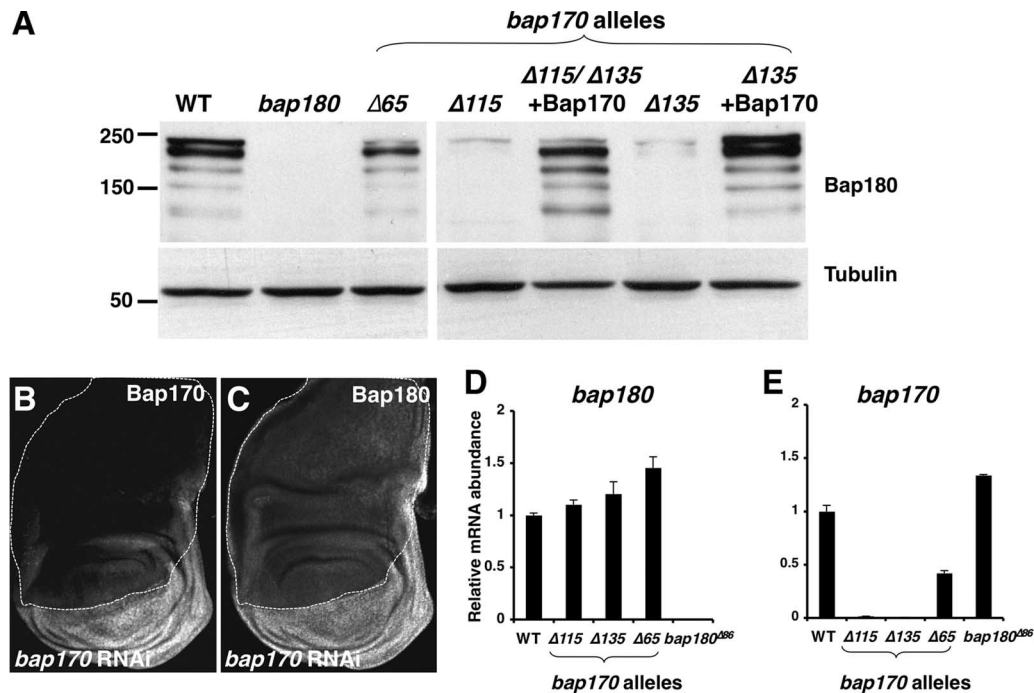 A
bap170 alleles
WT bap180 Δ65 Δ115 Δ115/ Δ135 +Bap170 Δ135 Δ135 +Bap170
250
150
Bap180
50
Tubulin
B Bap170
bap170 RNAi
C Bap180
bap170 RNAi
D
bap180
Relative mRNA abundance
2
1.5
1
0.5
0
WT Δ115 Δ135 Δ65 bap180Δ86
bap170 alleles
E
bap170
2
1.5
1
0.5
0
WT Δ115 Δ135 Δ65 bap180Δ86
bap170 alleles